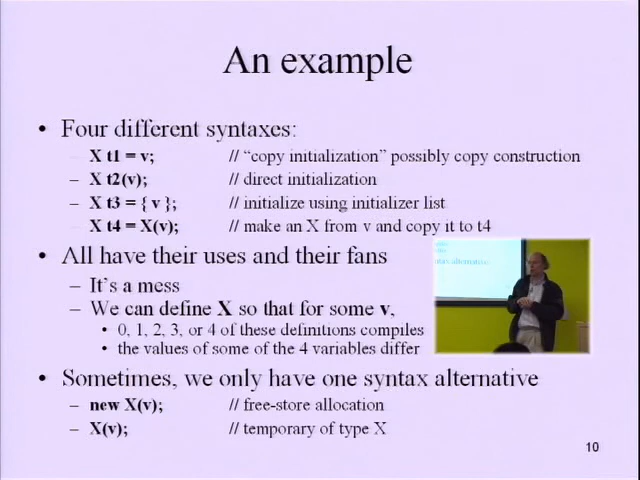 An example
• Four different syntaxes:
– X t1 = v; // “copy initialization” possibly copy construction
– X t2(v); // direct initialization
– X t3 = { v }; // initialize using initializer list
– X t4 = X(v); // make an X from v and copy it to t4
• All have their uses and their fans
– It's a mess
– We can define X so that for some v,
• 0, 1, 2, 3, or 4 of these definitions compiles
• the values of some of the 4 variables differ
• Sometimes, we only have one syntax alternative
– new X(v); // free-store allocation
– X(v); // temporary of type X
10